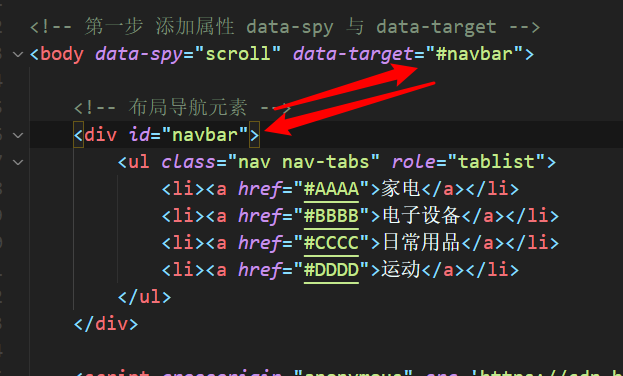 <!-- 第一步 添加属性 data-spy 与 data-target -->
<body data-spy="scroll" data-target="#navbar">
<!-- 布局导航元素 -->
<div id="navbar">
<ul class="nav nav-tabs" role="tablist">
<li><a href="#AAAA">家电</a></li>
<li><a href="#BBBB">电子设备</a></li>
<li><a href="#CCCC">日常用品</a></li>
<li><a href="#DDDD">运动</a></li>
</ul>
</div>